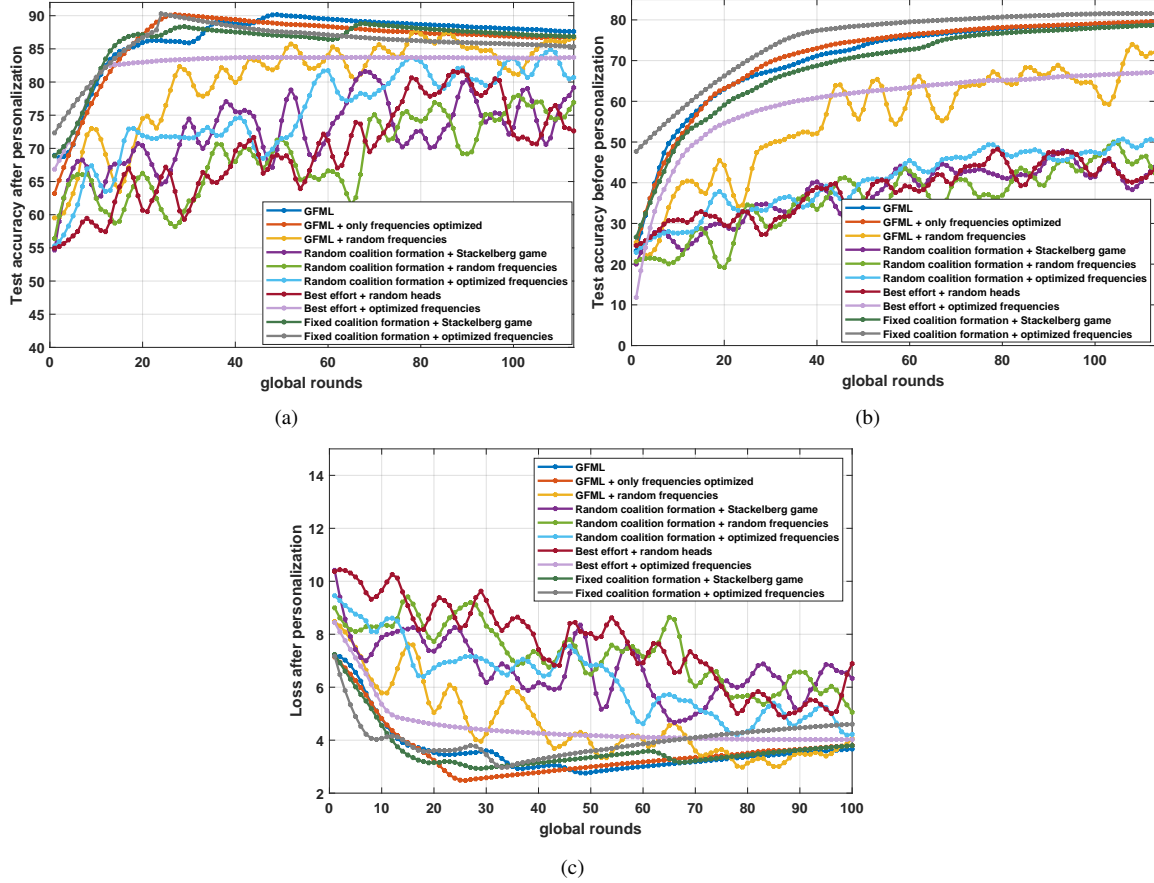 Test accuracy after personalization
90
85
80
75
70
65
60
55
50
45
40
0
20
40
60
80
100
global rounds
GFML
GFML + only frequencies optimized
GFML + random frequencies
Random coalition formation + Stackelberg game
Random coalition formation + random frequencies
Random coalition formation + optimized frequencies
Best effort + random heads
Best effort + optimized frequencies
Fixed coalition formation + Stackelberg game
Fixed coalition formation + optimized frequencies
(a)
Test accuracy before personalization
80
70
60
50
40
30
20
10
0
0
20
40
60
80
100
global rounds
GFML
GFML + only frequencies optimized
GFML + random frequencies
Random coalition formation + Stackelberg game
Random coalition formation + random frequencies
Random coalition formation + optimized frequencies
Best effort + random heads
Best effort + optimized frequencies
Fixed coalition formation + Stackelberg game
Fixed coalition formation + optimized frequencies
(b)
Loss after personalization
14
12
10
8
6
4
2
0
10
20
30
40
50
60
70
80
90
100
global rounds
GFML
GFML + only frequencies optimized
GFML + random frequencies
Random coalition formation + Stackelberg game
Random coalition formation + random frequencies
Random coalition formation + optimized frequencies
Best effort + random heads
Best effort + optimized frequencies
Fixed coalition formation + Stackelberg game
Fixed coalition formation + optimized frequencies
(c)